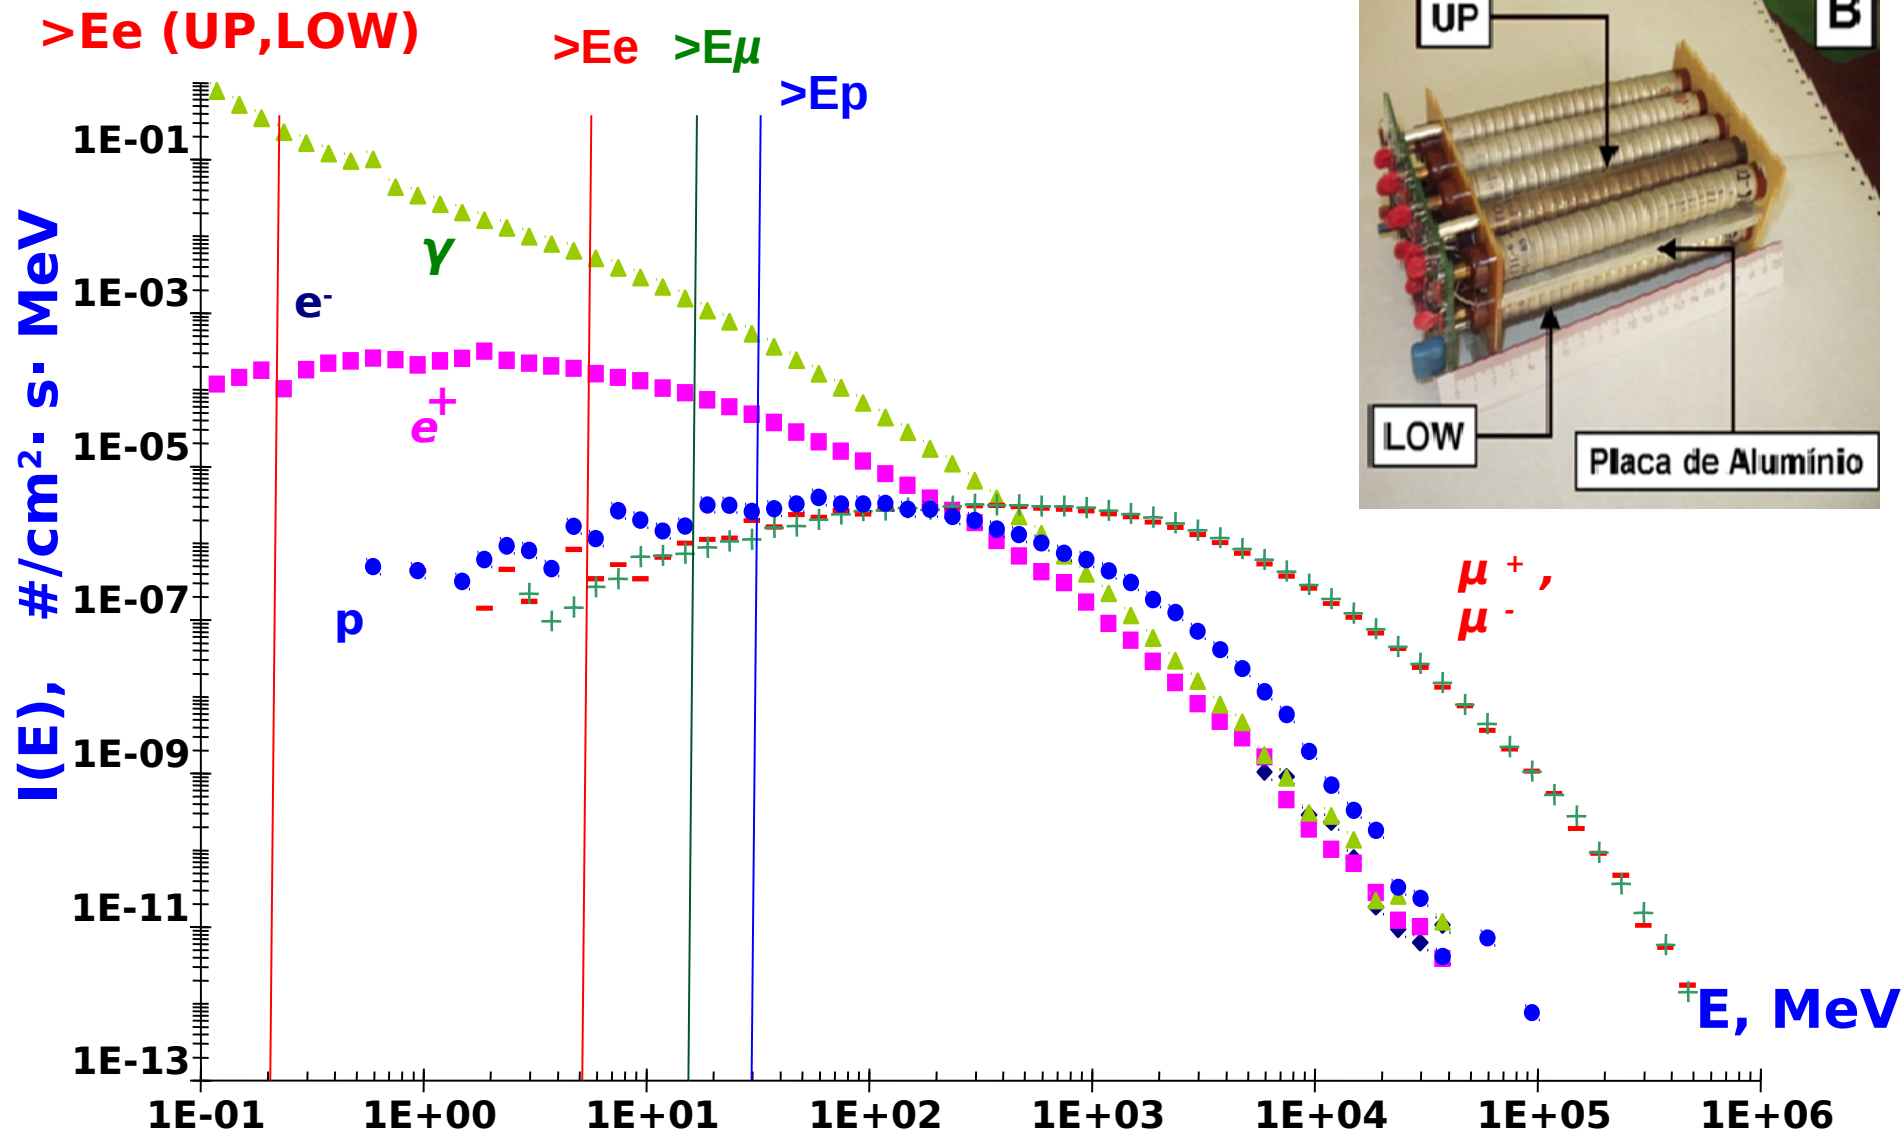 >Ee (UP,LOW)
>Ee
>Eμ
>Ep
I(E), #/cm²· s· MeV
1E-01
1E-03
1E-05
1E-07
1E-09
1E-11
1E-13
γ
e-
e+
p
μ + ,
μ -
E, MeV
1E-01 1E+00 1E+01 1E+02 1E+03 1E+04 1E+05 1E+06
UP
B
LOW
Placa de Alumínio